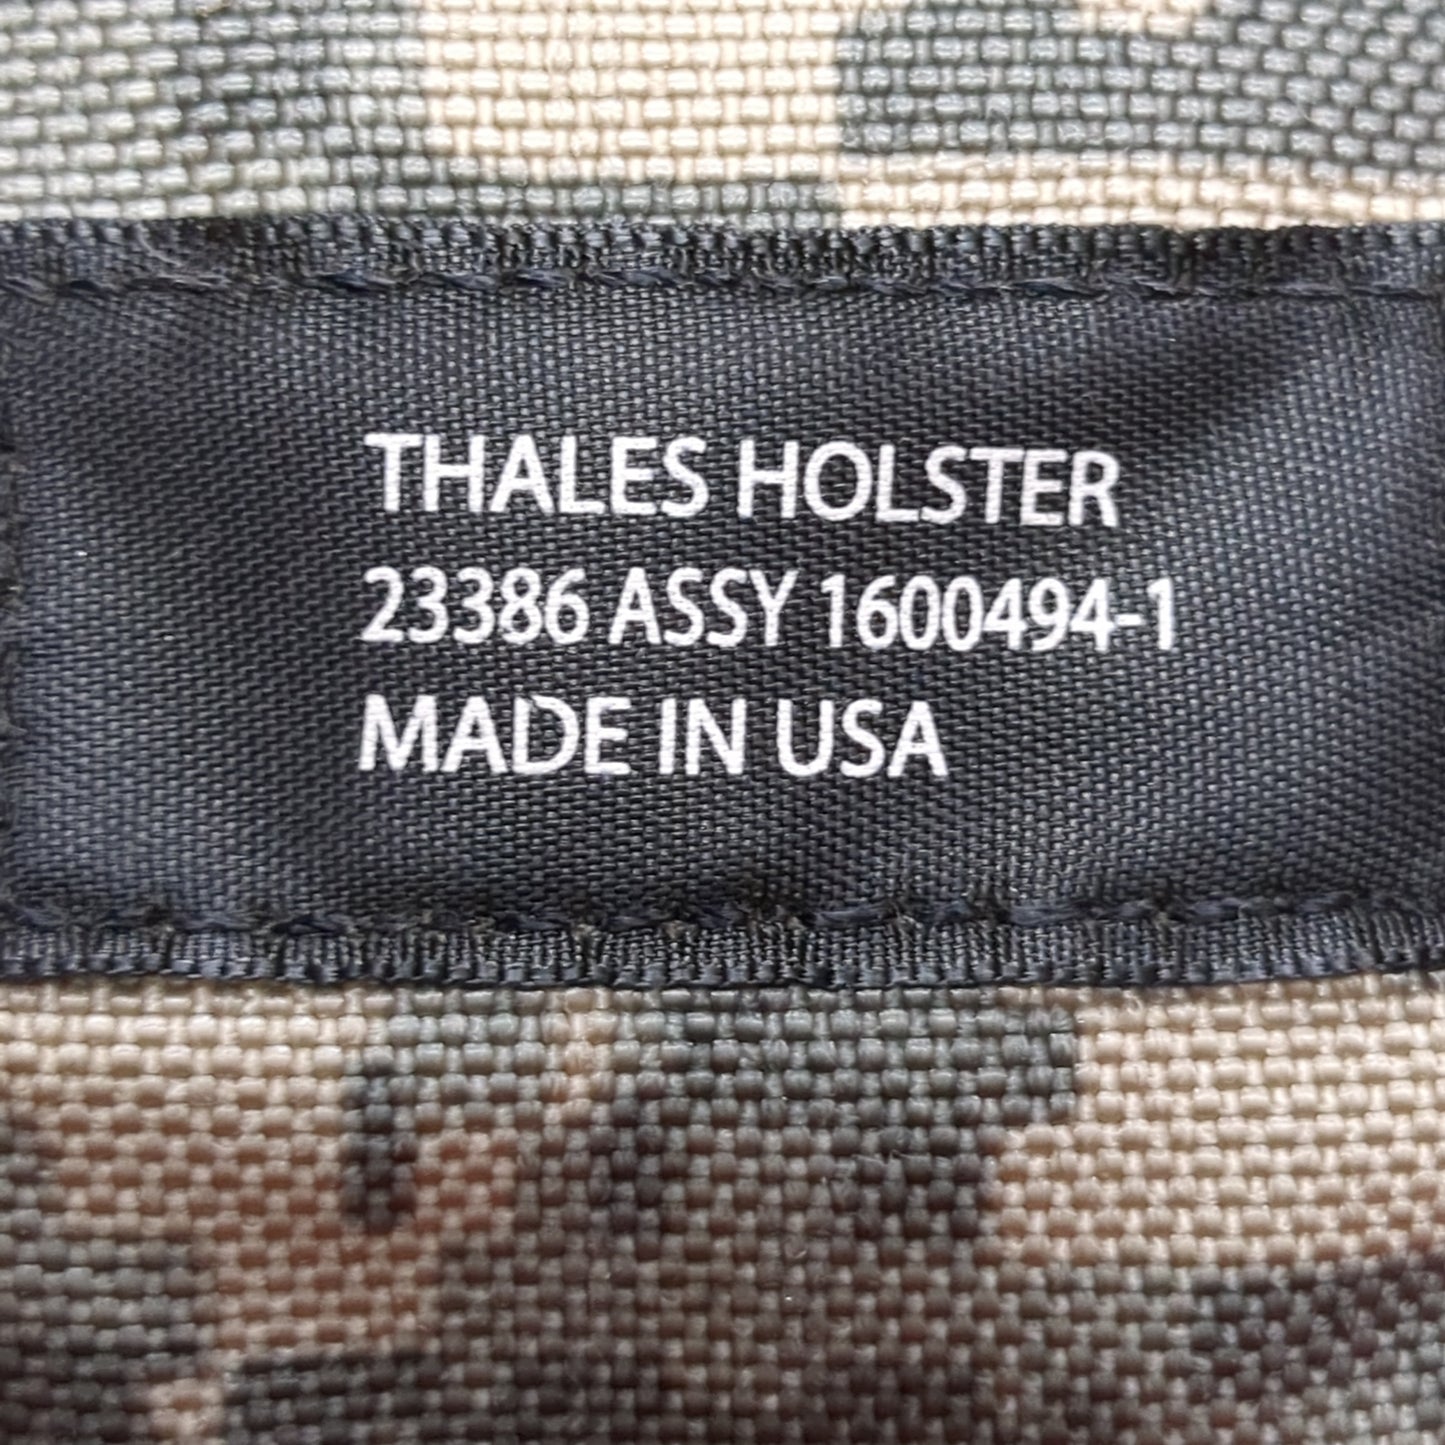 THALES HOLSTER
23386 ASSY 1600494-1
MADE IN USA